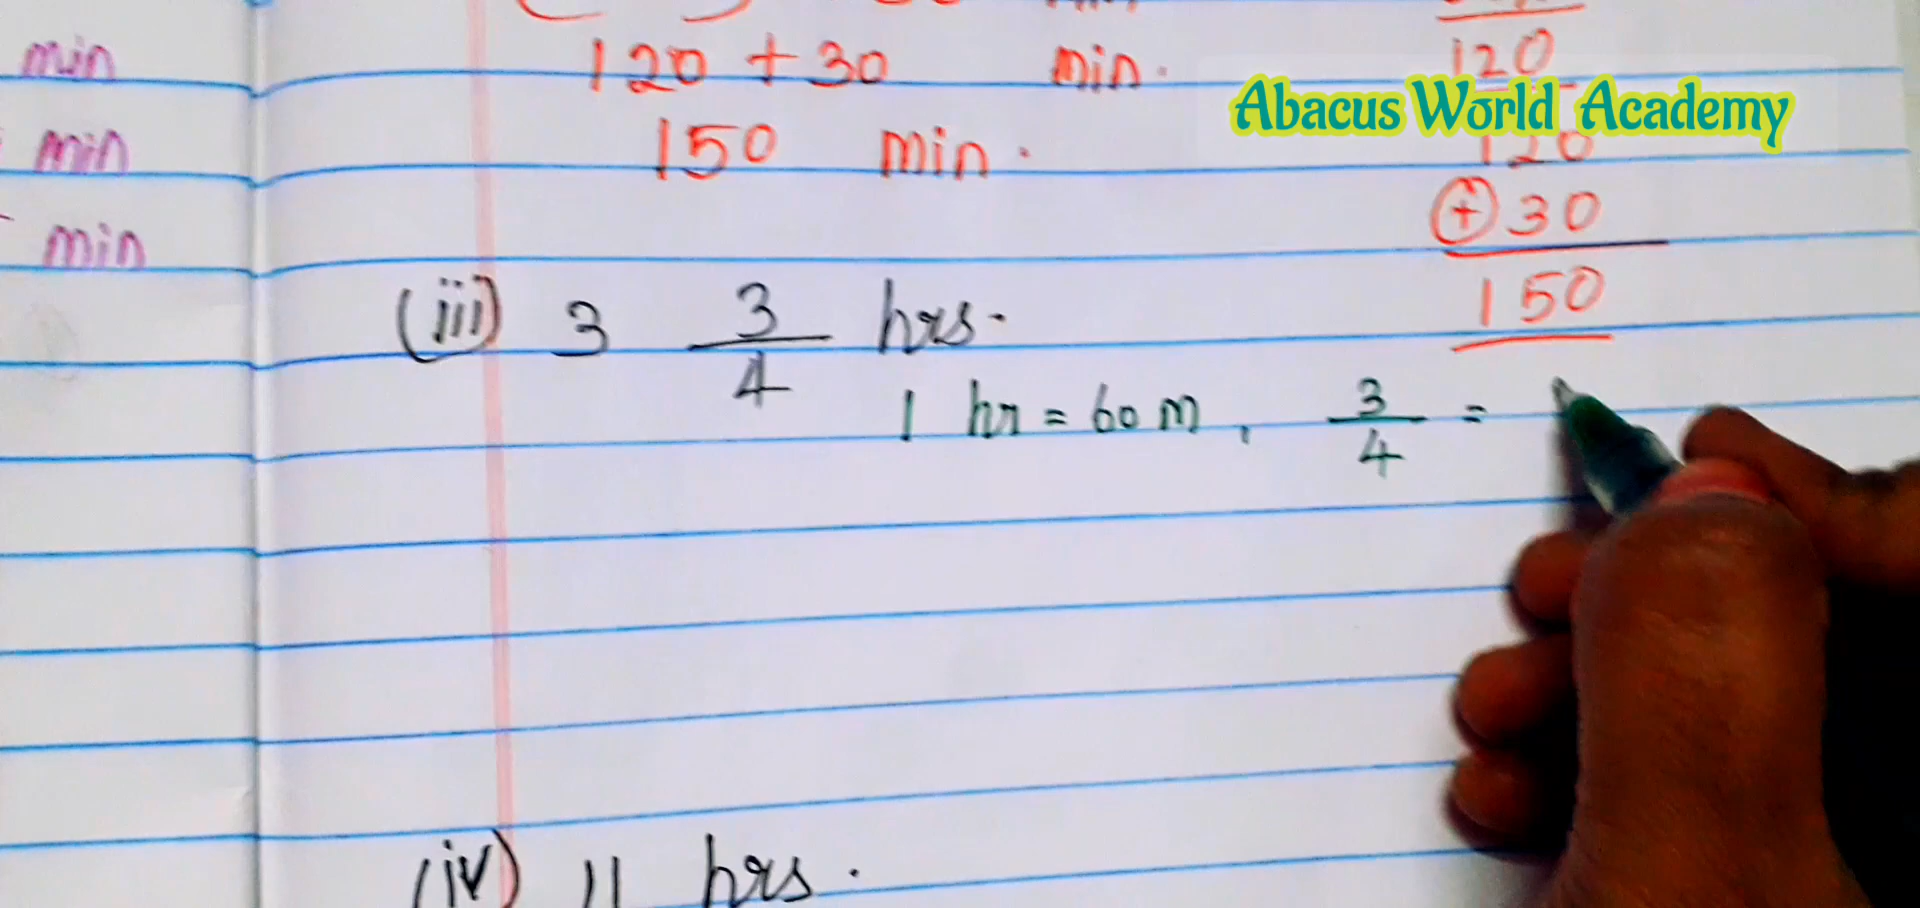 min
min
min
120 + 30 min.
150 min.
120
Abacus World Academy
120
(+) 30
150
(iii) 3 3/4 hrs.
1 hr = 60 m, 3/4 =
(iv) 11 hrs.